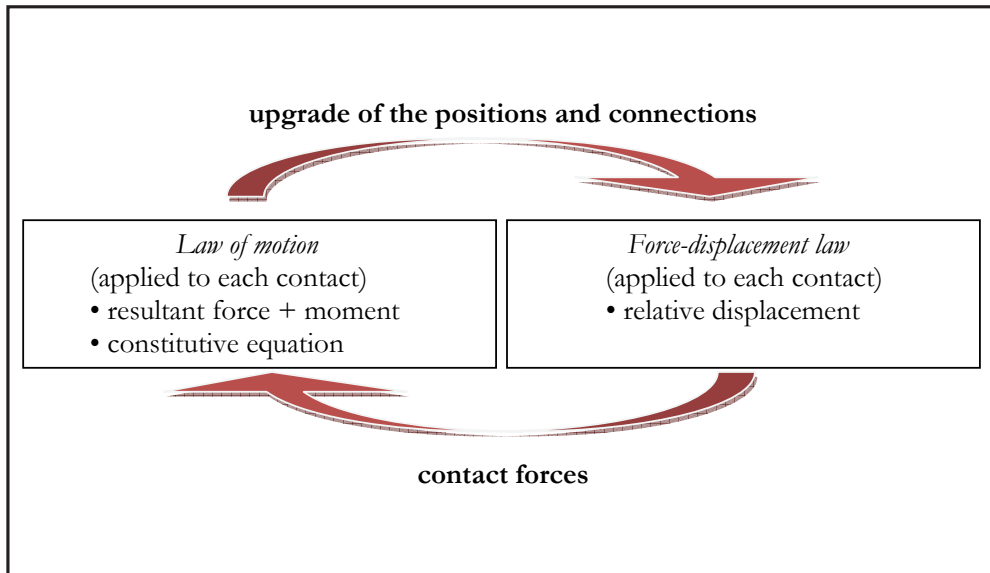 upgrade of the positions and connections
Law of motion
(applied to each contact)
• resultant force + moment
• constitutive equation
Force-displacement law
(applied to each contact)
• relative displacement
contact forces